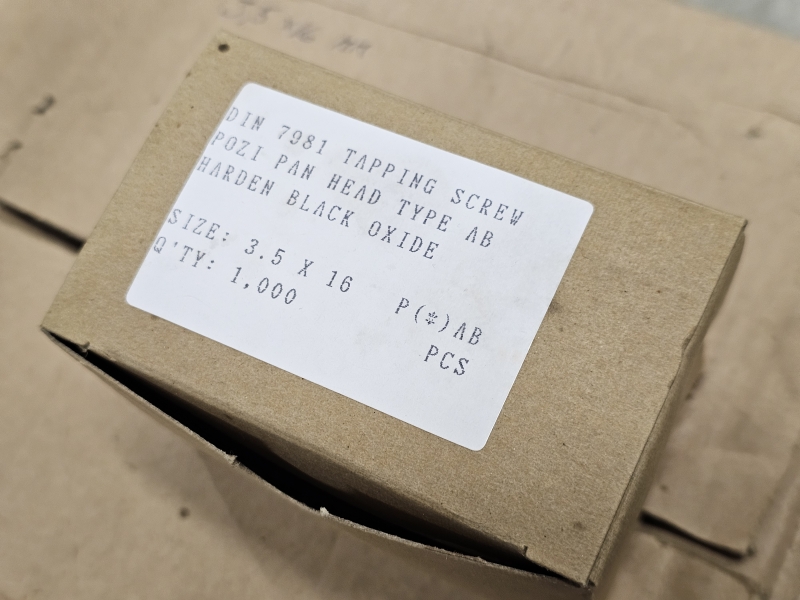 DIN 7981 TAPPING SCREW
POZI PAN HEAD TYPE AB
HARDEN BLACK OXIDE
SIZE: 3.5 X 16 P(*)AB
Q'TY: 1,000 PCS